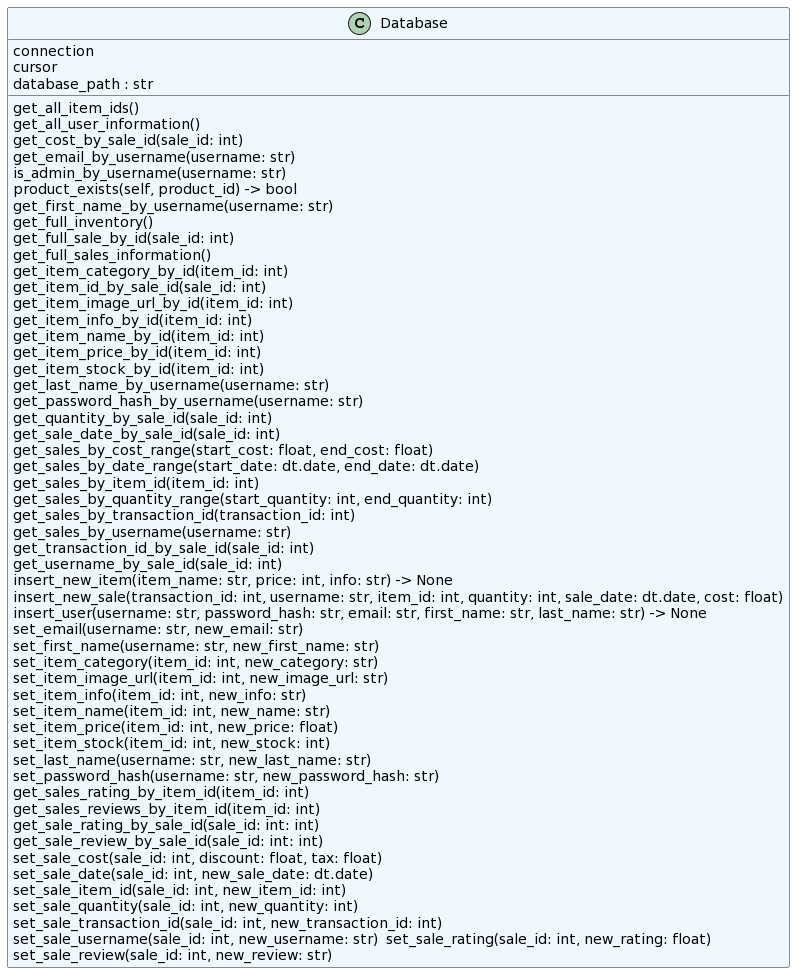 C Database
connection
cursor
database_path : str
get_all_item_ids()
get_all_user_information()
get_cost_by_sale_id(sale_id: int)
get_email_by_username(username: str)
is_admin_by_username(username: str)
product_exists(self, product_id) -> bool
get_first_name_by_username(username: str)
get_full_inventory()
get_full_sale_by_id(sale_id: int)
get_full_sales_information()
get_item_category_by_id(item_id: int)
get_item_id_by_sale_id(sale_id: int)
get_item_image_url_by_id(item_id: int)
get_item_info_by_id(item_id: int)
get_item_name_by_id(item_id: int)
get_item_price_by_id(item_id: int)
get_item_stock_by_id(item_id: int)
get_last_name_by_username(username: str)
get_password_hash_by_username(username: str)
get_quantity_by_sale_id(sale_id: int)
get_sale_date_by_sale_id(sale_id: int)
get_sales_by_cost_range(start_cost: float, end_cost: float)
get_sales_by_date_range(start_date: dt.date, end_date: dt.date)
get_sales_by_item_id(item_id: int)
get_sales_by_quantity_range(start_quantity: int, end_quantity: int)
get_sales_by_transaction_id(transaction_id: int)
get_sales_by_username(username: str)
get_transaction_id_by_sale_id(sale_id: int)
get_username_by_sale_id(sale_id: int)
insert_new_item(item_name: str, price: int, info: str) -> None
insert_new_sale(transaction_id: int, username: str, item_id: int, quantity: int, sale_date: dt.date, cost: float)
insert_user(username: str, password_hash: str, email: str, first_name: str, last_name: str) -> None
set_email(username: str, new_email: str)
set_first_name(username: str, new_first_name: str)
set_item_category(item_id: int, new_category: str)
set_item_image_url(item_id: int, new_image_url: str)
set_item_info(item_id: int, new_info: str)
set_item_name(item_id: int, new_name: str)
set_item_price(item_id: int, new_price: float)
set_item_stock(item_id: int, new_stock: int)
set_last_name(username: str, new_last_name: str)
set_password_hash(username: str, new_password_hash: str)
get_sales_rating_by_item_id(item_id: int)
get_sales_reviews_by_item_id(item_id: int)
get_sale_rating_by_sale_id(sale_id: int: int)
get_sale_review_by_sale_id(sale_id: int: int)
set_sale_cost(sale_id: int, discount: float, tax: float)
set_sale_date(sale_id: int, new_sale_date: dt.date)
set_sale_item_id(sale_id: int, new_item_id: int)
set_sale_quantity(sale_id: int, new_quantity: int)
set_sale_transaction_id(sale_id: int, new_transaction_id: int)
set_sale_username(sale_id: int, new_username: str) set_sale_rating(sale_id: int, new_rating: float)
set_sale_review(sale_id: int, new_review: str)